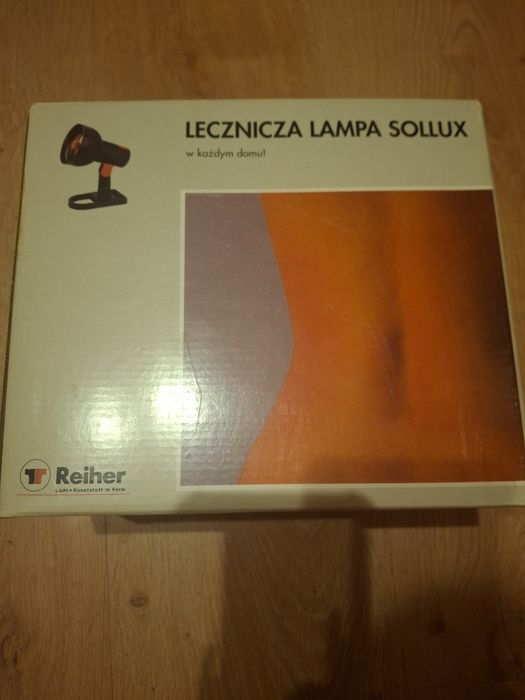 LECZNICZA LAMPA SOLLUX
w każdym domu!
Reiher
Licht + Kunststoff in Form